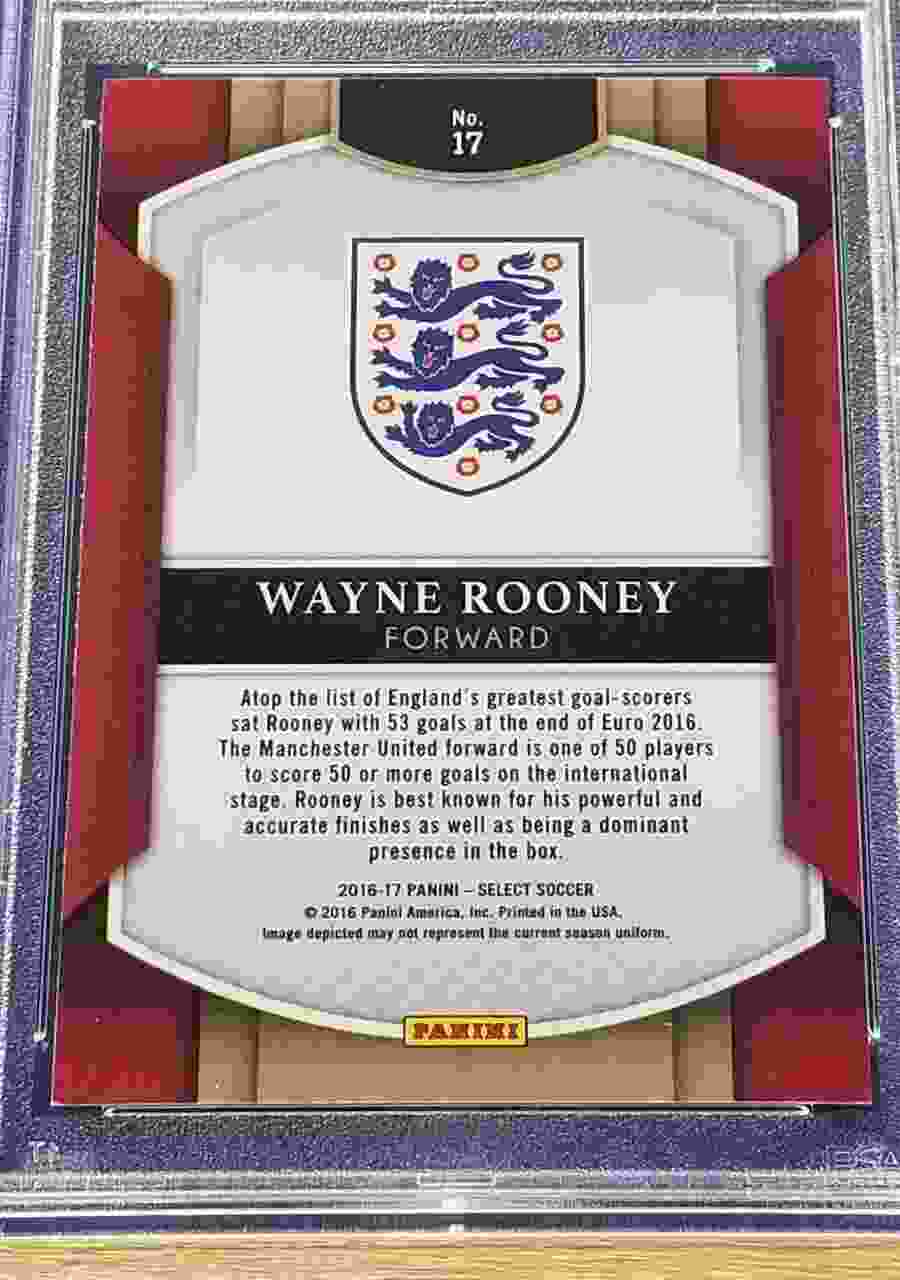 No.
17
WAYNE ROONEY
FORWARD
Atop the list of England's greatest goal-scorers
sat Rooney with 53 goals at the end of Euro 2016.
The Manchester United forward is one of 50 players
to score 50 or more goals on the international
stage. Rooney is best known for his powerful and
accurate finishes as well as being a dominant
presence in the box.
2016-17 PANINI – SELECT SOCCER
© 2016 Panini America, Inc. Printed in the USA.
Image depicted may not represent the current season uniform.
PANINI
PSA